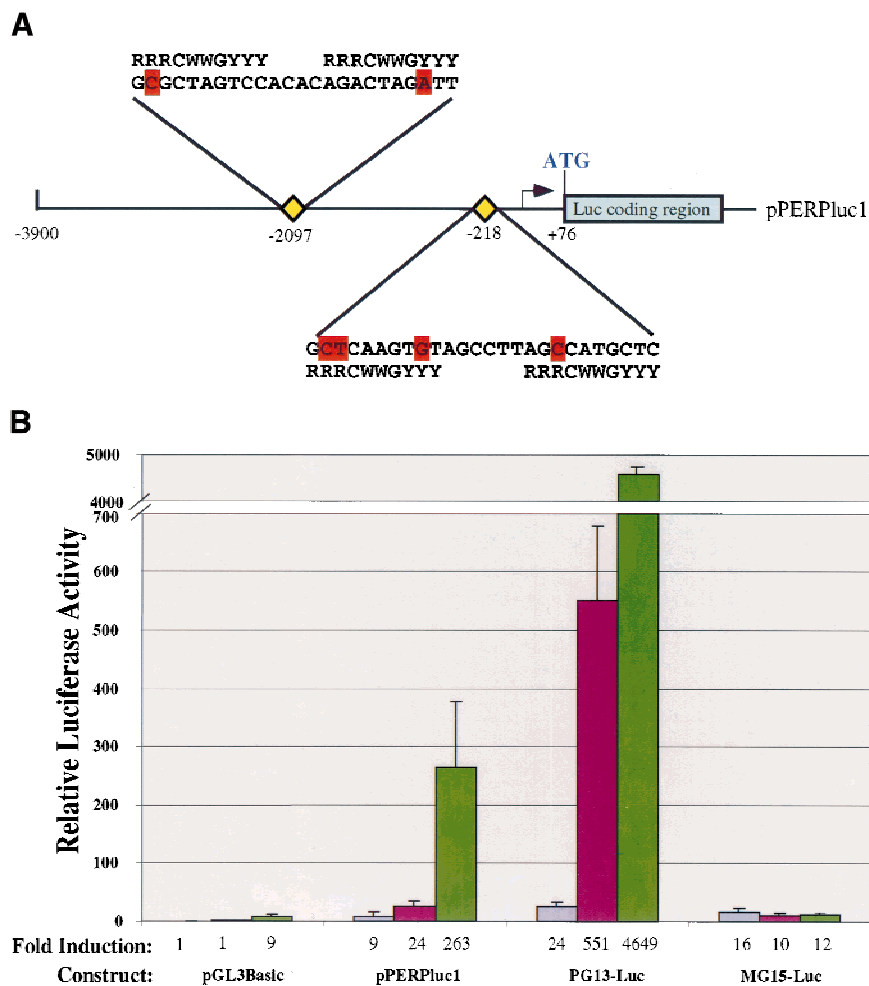 A
RRRCWWGYYY RRRCWWGYYY
GCGCTAGTCCACACAGACTAGATT
ATG
Luc coding region
pPERPluc1
-3900
-2097
-218
+76
GCTCAAGTGTAGCCTTAGCCATGCTC
RRRCWWGYYY RRRCWWGYYY
B
Relative Luciferase Activity
5000
4000
700
600
500
400
300
200
100
0
Fold Induction: 1 1 9 9 24 263 24 551 4649 16 10 12
Construct: pGL3Basic pPERPluc1 PG13-Luc MG15-Luc